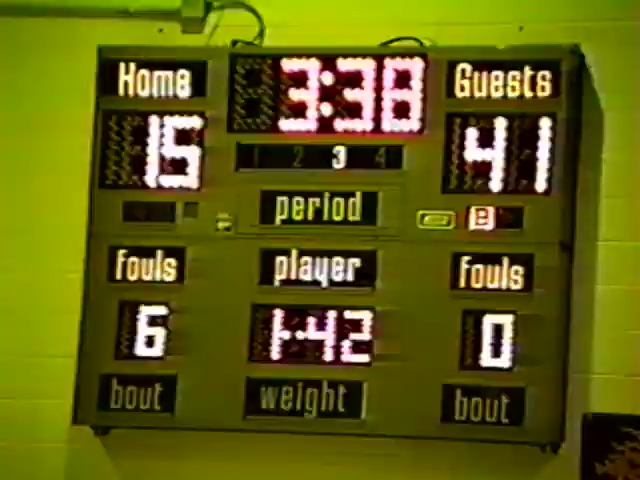 Home 3:38 Guests
15 1 2 3 4 41
period B
fouls player fouls
6 1-42 0
bout weight bout